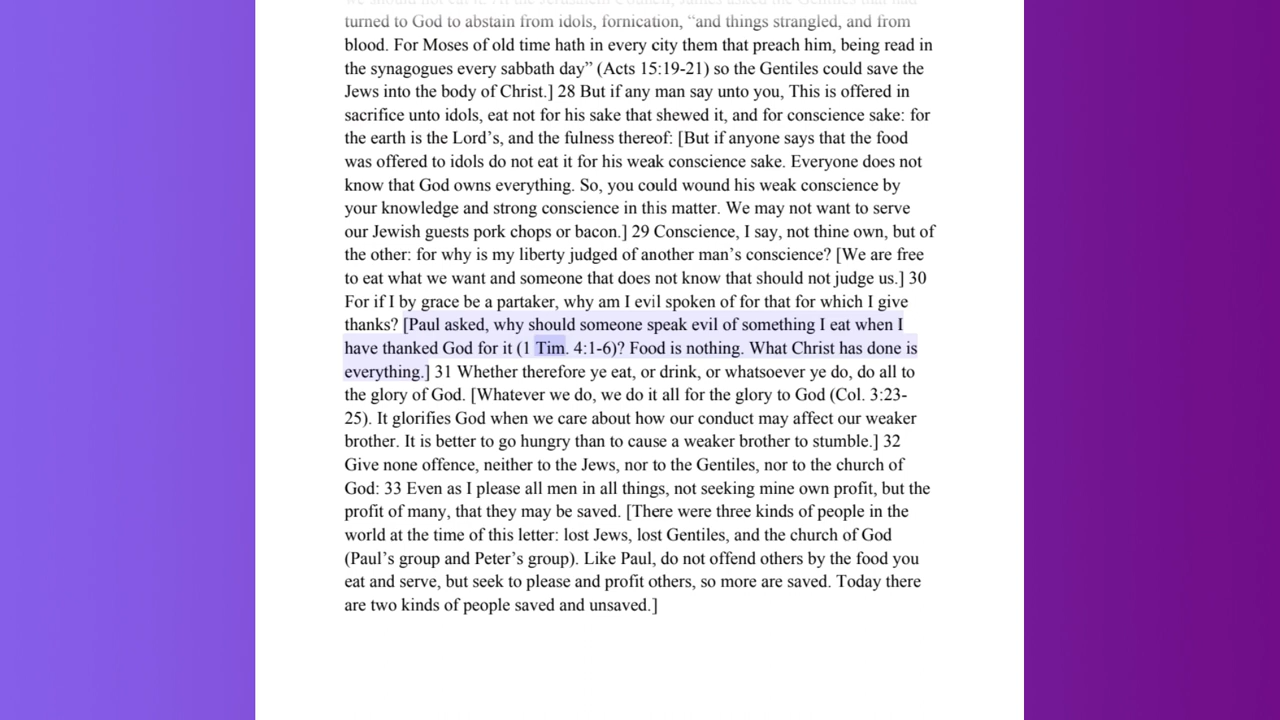 turned to God to abstain from idols, fornication, “and things strangled, and from
blood. For Moses of old time hath in every city them that preach him, being read in
the synagogues every sabbath day” (Acts 15:19-21) so the Gentiles could save the
Jews into the body of Christ.] 28 But if any man say unto you, This is offered in
sacrifice unto idols, eat not for his sake that shewed it, and for conscience sake: for
the earth is the Lord’s, and the fulness thereof: [But if anyone says that the food
was offered to idols do not eat it for his weak conscience sake. Everyone does not
know that God owns everything. So, you could wound his weak conscience by
your knowledge and strong conscience in this matter. We may not want to serve
our Jewish guests pork chops or bacon.] 29 Conscience, I say, not thine own, but of
the other: for why is my liberty judged of another man’s conscience? [We are free
to eat what we want and someone that does not know that should not judge us.] 30
For if I by grace be a partaker, why am I evil spoken of for that for which I give
thanks? [Paul asked, why should someone speak evil of something I eat when I
have thanked God for it (1 Tim. 4:1-6)? Food is nothing. What Christ has done is
everything.] 31 Whether therefore ye eat, or drink, or whatsoever ye do, do all to
the glory of God. [Whatever we do, we do it all for the glory to God (Col. 3:23-
25). It glorifies God when we care about how our conduct may affect our weaker
brother. It is better to go hungry than to cause a weaker brother to stumble.] 32
Give none offence, neither to the Jews, nor to the Gentiles, nor to the church of
God: 33 Even as I please all men in all things, not seeking mine own profit, but the
profit of many, that they may be saved. [There were three kinds of people in the
world at the time of this letter: lost Jews, lost Gentiles, and the church of God
(Paul’s group and Peter’s group). Like Paul, do not offend others by the food you
eat and serve, but seek to please and profit others, so more are saved. Today there
are two kinds of people saved and unsaved.]